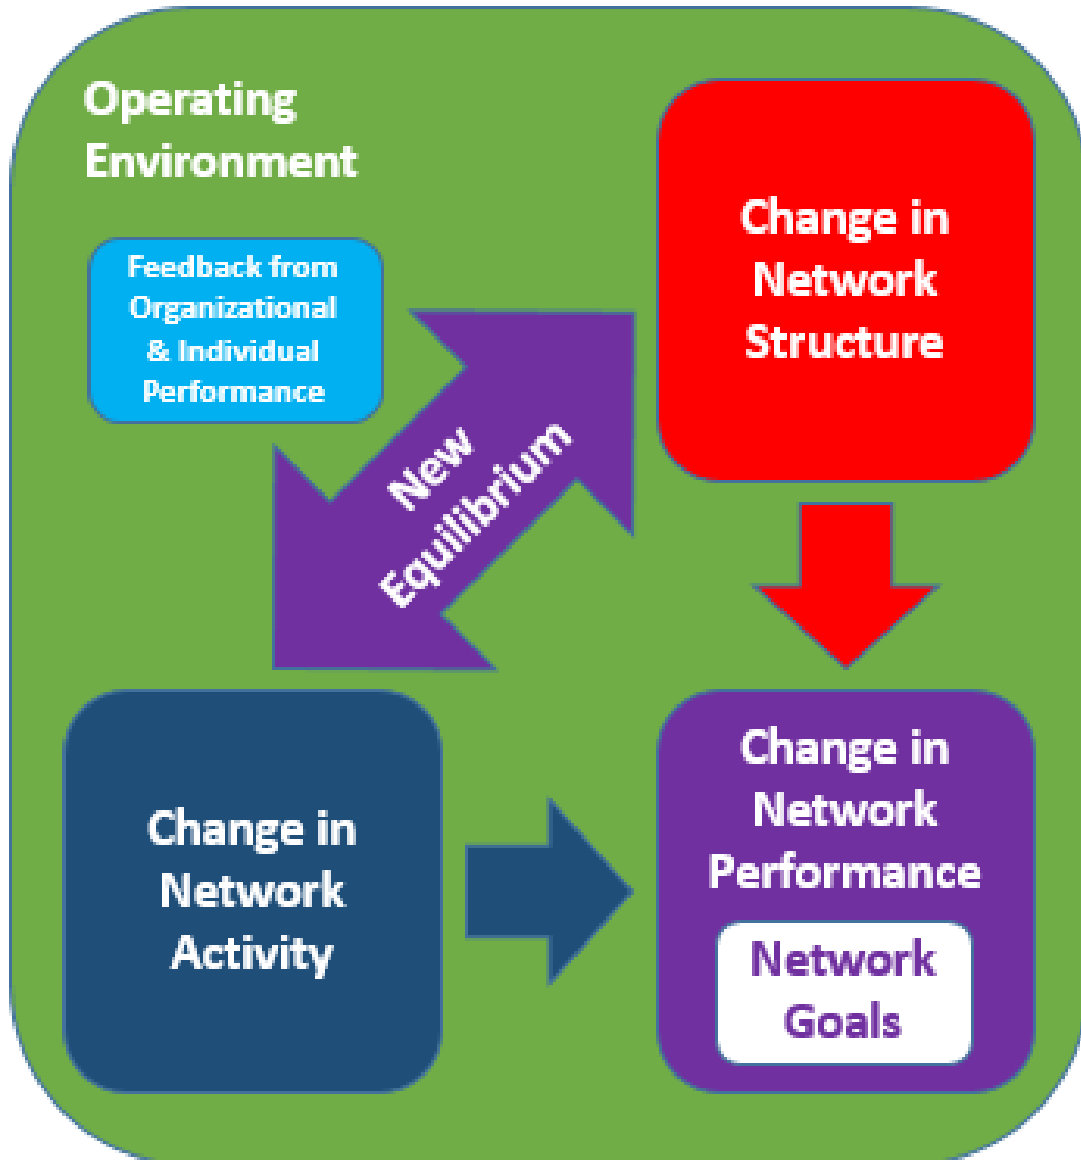 Operating
Environment
Feedback from
Organizational
& Individual
Performance
New
Equilibrium
Change in
Network
Structure
Change in
Network
Activity
Change in
Network
Performance
Network
Goals